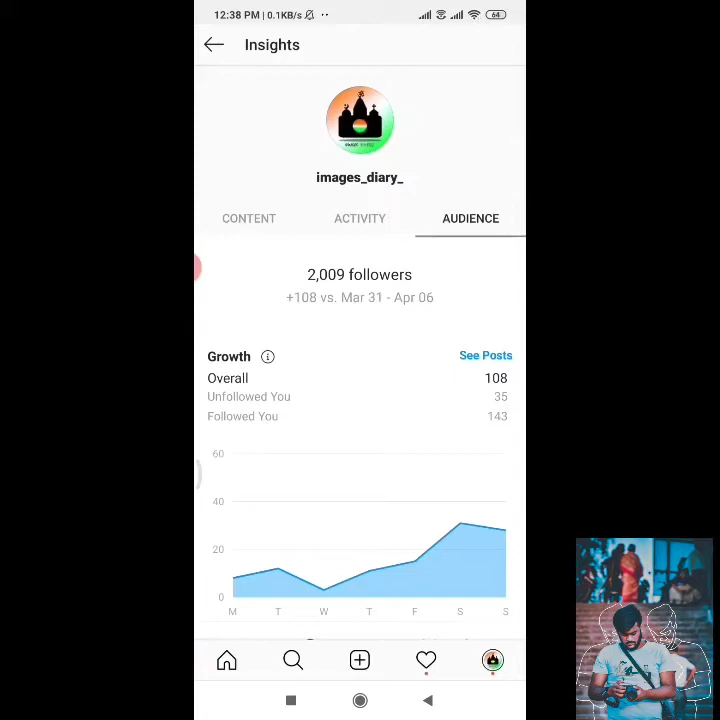 12:38 PM | 0.1KB/s
64
Insights
images_diary_
CONTENT ACTIVITY AUDIENCE
2,009 followers
+108 vs. Mar 31 - Apr 06
Growth See Posts
Overall 108
Unfollowed You 35
Followed You 143
60
40
20
0
M T W T F S S